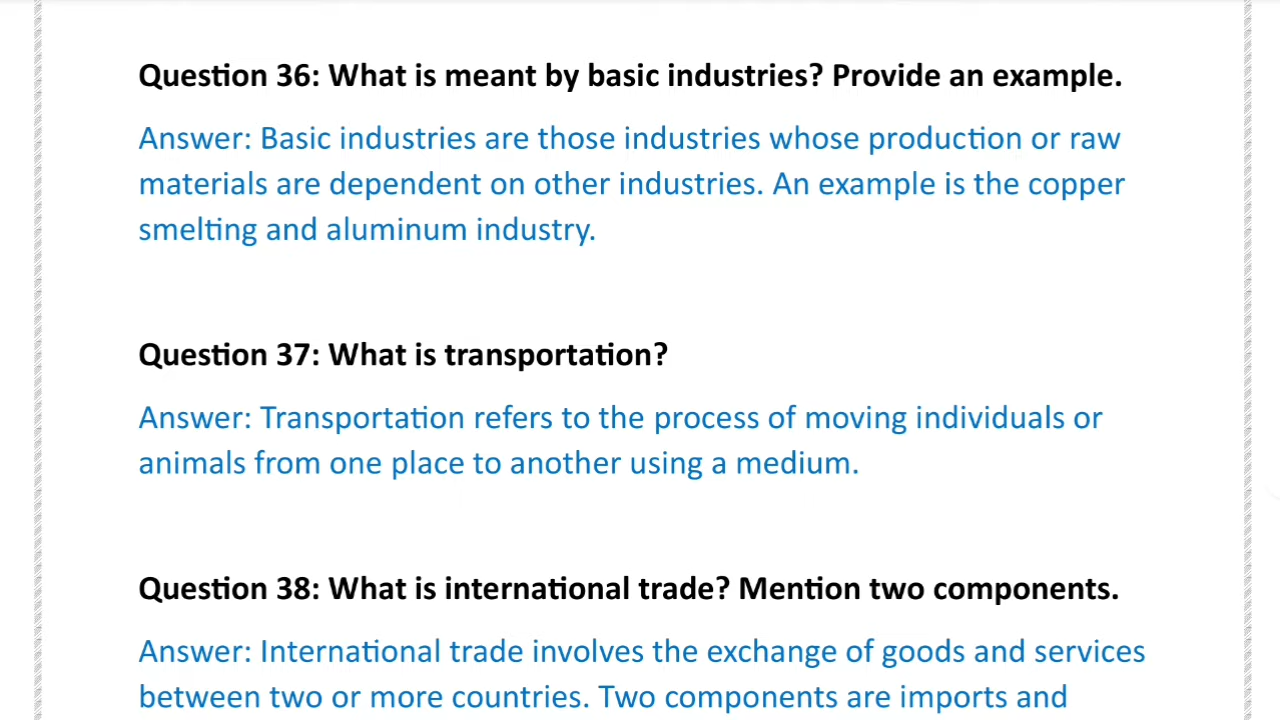 Question 36: What is meant by basic industries? Provide an example.
Answer: Basic industries are those industries whose production or raw
materials are dependent on other industries. An example is the copper
smelting and aluminum industry.
Question 37: What is transportation?
Answer: Transportation refers to the process of moving individuals or
animals from one place to another using a medium.
Question 38: What is international trade? Mention two components.
Answer: International trade involves the exchange of goods and services
between two or more countries. Two components are imports and